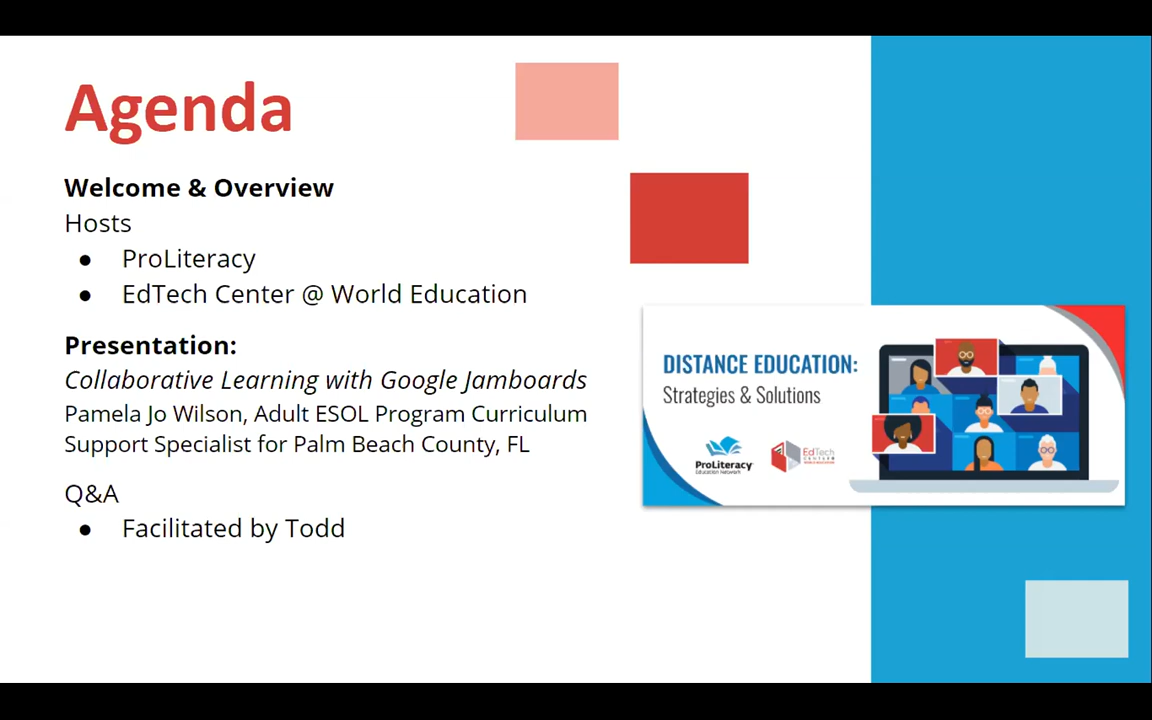 Agenda
Welcome & Overview
Hosts
● ProLiteracy
● EdTech Center @ World Education
Presentation:
Collaborative Learning with Google Jamboards
Pamela Jo Wilson, Adult ESOL Program Curriculum
Support Specialist for Palm Beach County, FL
Q&A
● Facilitated by Todd
DISTANCE EDUCATION:
Strategies & Solutions
ProLiteracy
Education Network
EdTech
CENTER
WORLD EDUCATION